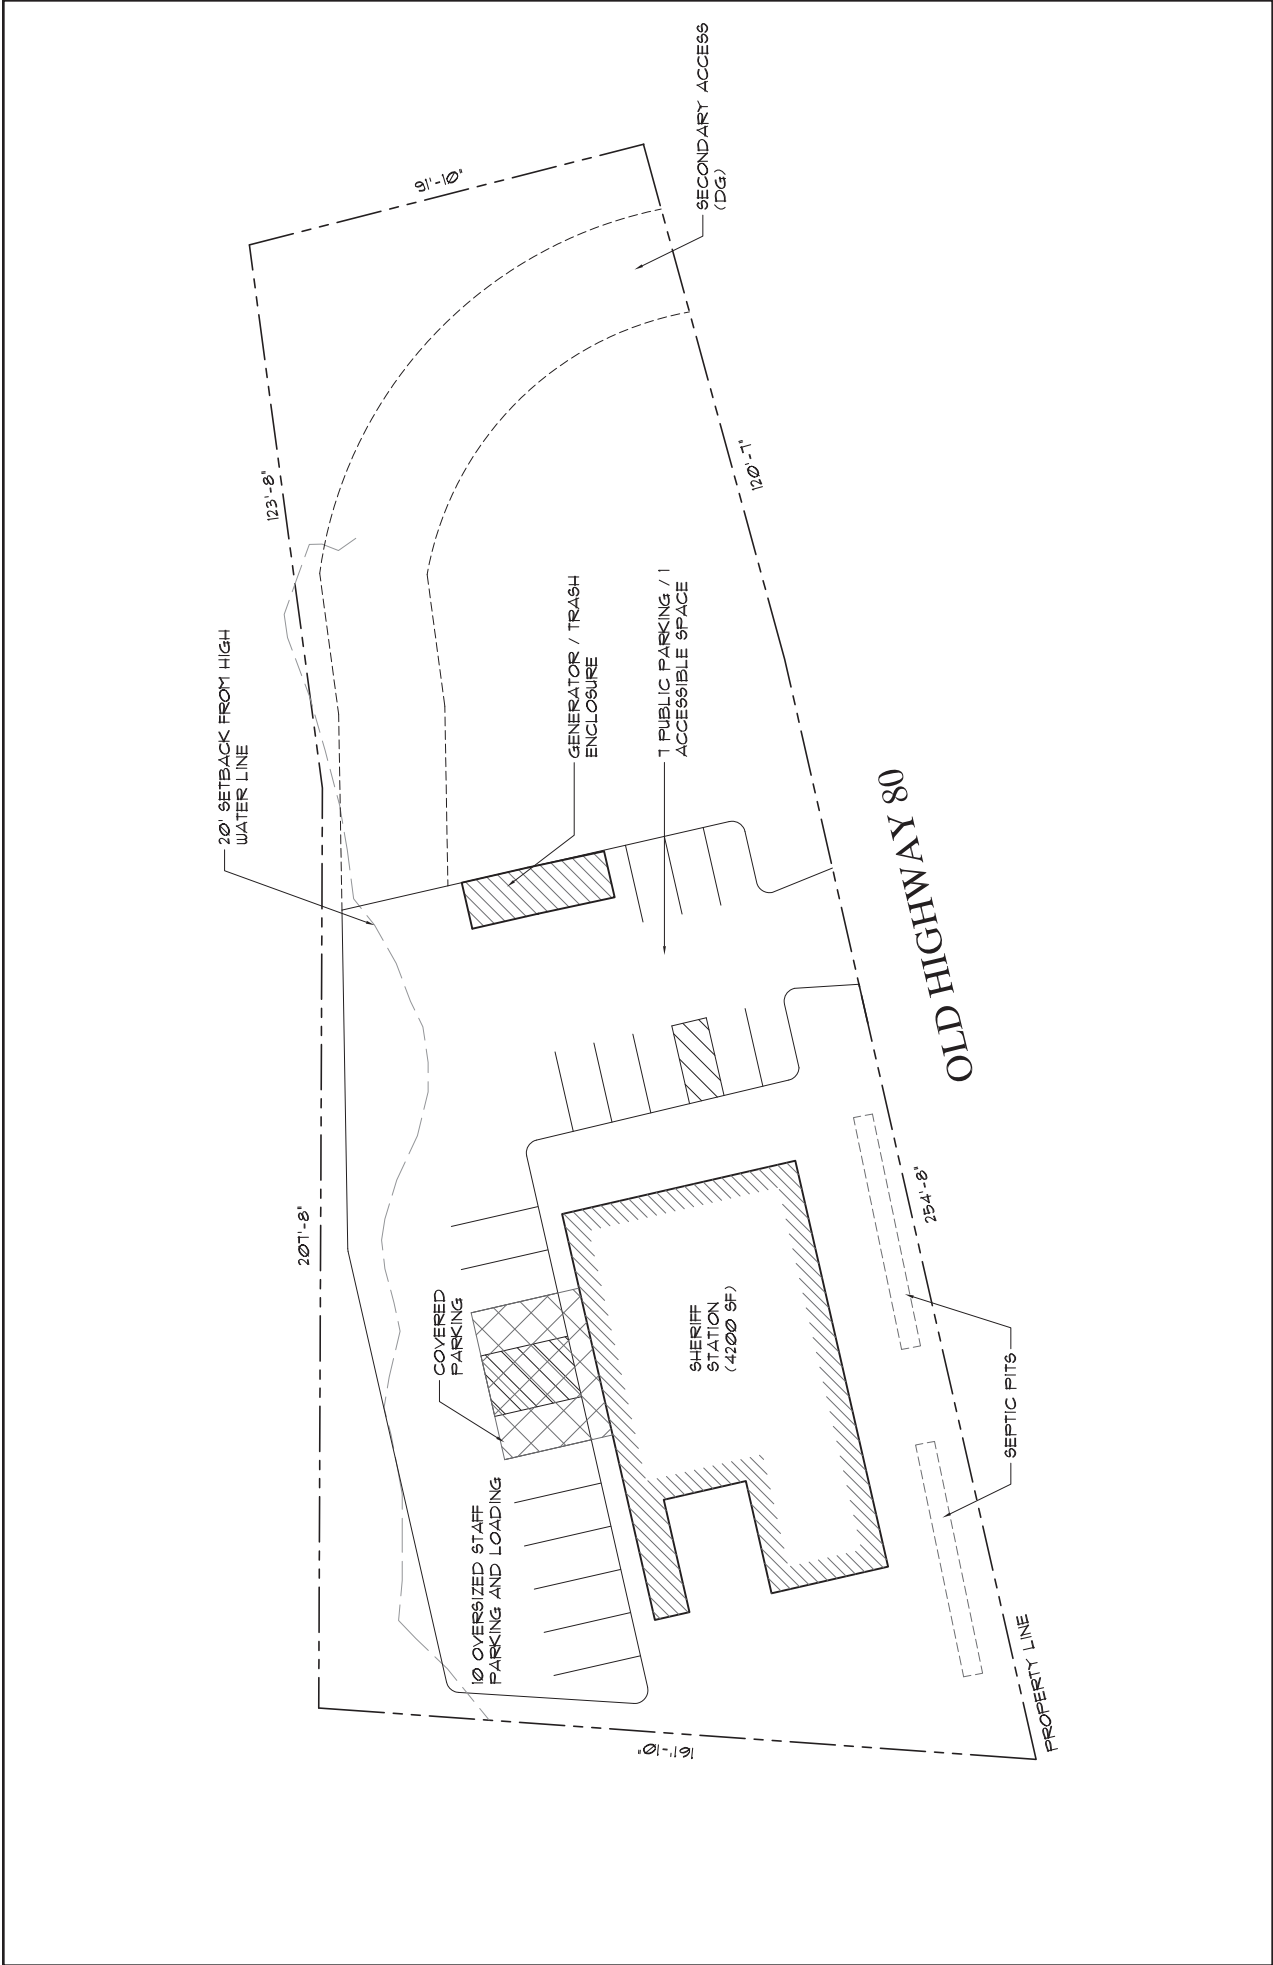 20' SETBACK FROM HIGH
WATER LINE
123'-8"
207'-8"
91'-10"
COVERED
PARKING
10 OVERSIZED STAFF
PARKING AND LOADING
GENERATOR / TRASH
ENCLOSURE
7 PUBLIC PARKING / 1
ACCESSIBLE SPACE
SECONDARY ACCESS
(DG)
161'-10"
SHERIFF
STATION
(4200 SF)
120'-7"
OLD HIGHWAY 80
254'-8"
SEPTIC PITS
PROPERTY LINE